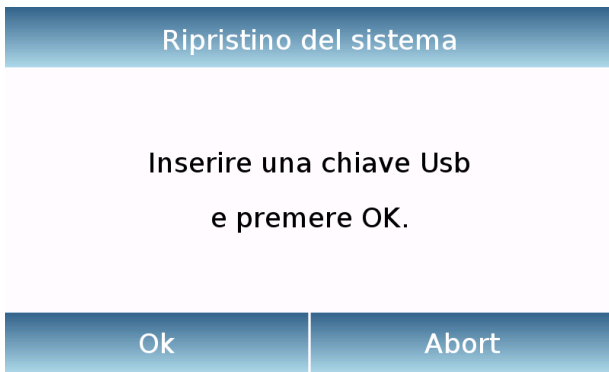 Ripristino del sistema
Inserire una chiave Usb
e premere OK.
Ok
Abort